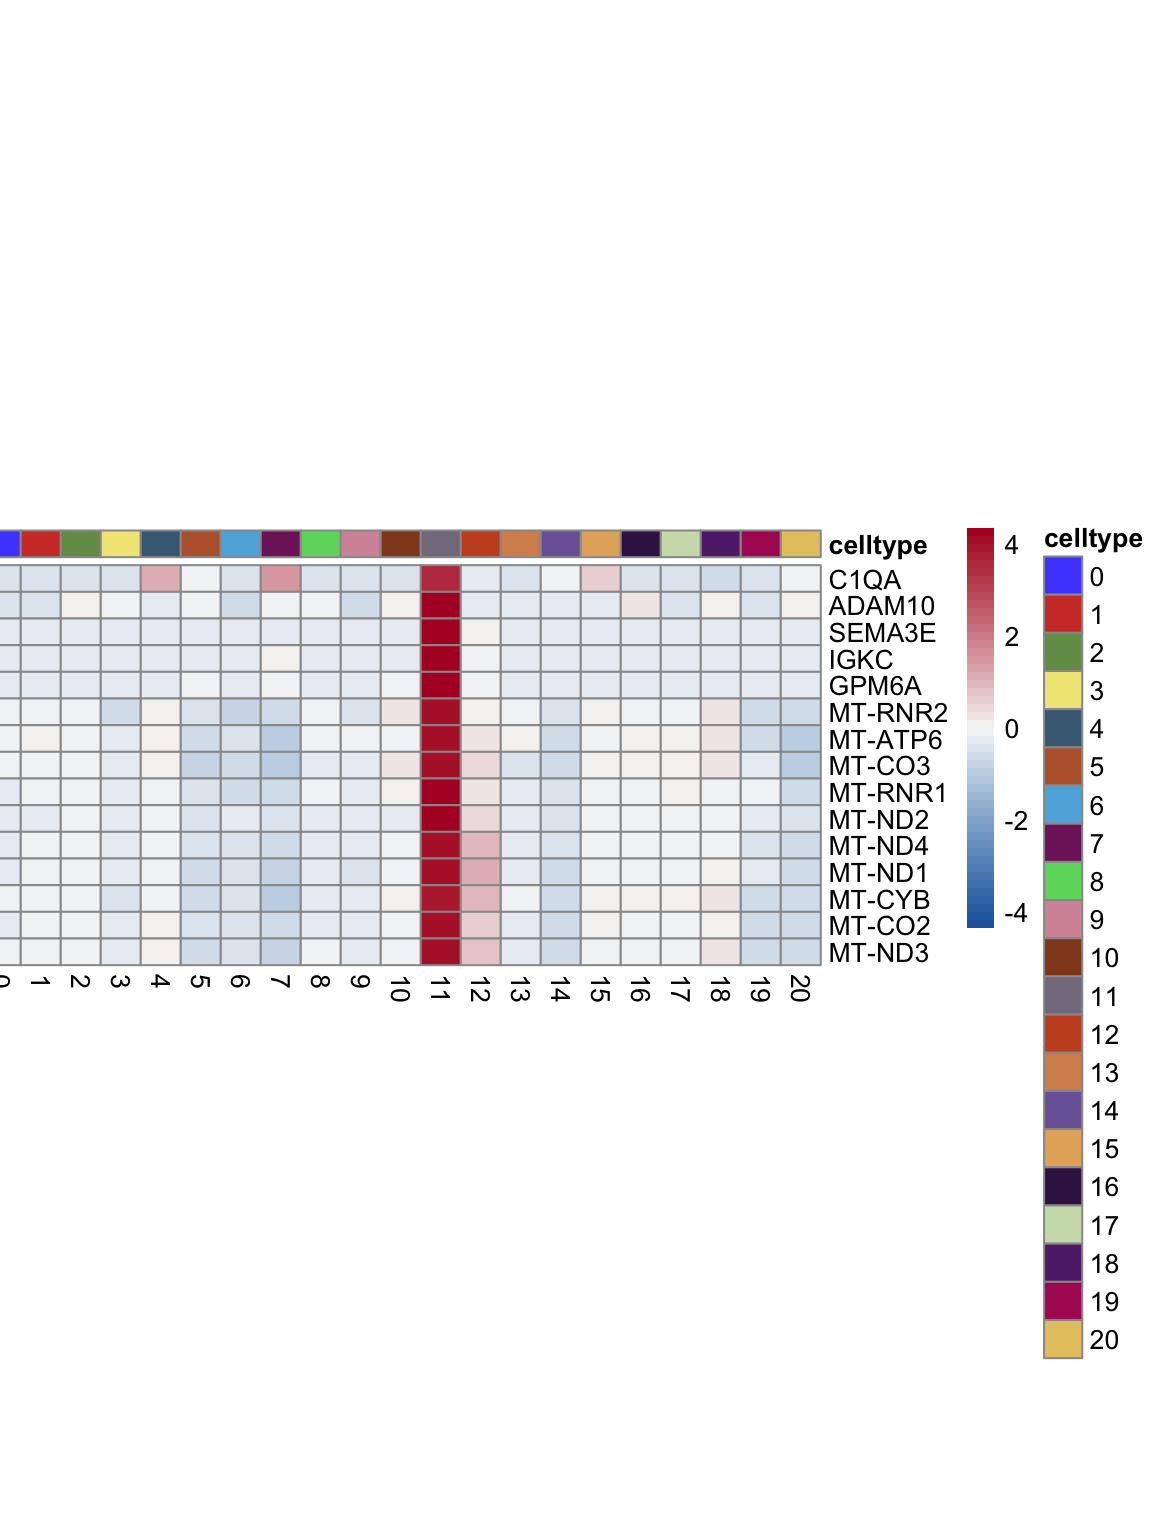 celltype
C1QA
ADAM10
SEMA3E
IGKC
GPM6A
MT-RNR2
MT-ATP6
MT-CO3
MT-RNR1
MT-ND2
MT-ND4
MT-ND1
MT-CYB
MT-CO2
MT-ND3
0 1 2 3 4 5 6 7 8 9 10 11 12 13 14 15 16 17 18 19 20
4
2
0
-2
-4
celltype
0
1
2
3
4
5
6
7
8
9
10
11
12
13
14
15
16
17
18
19
20